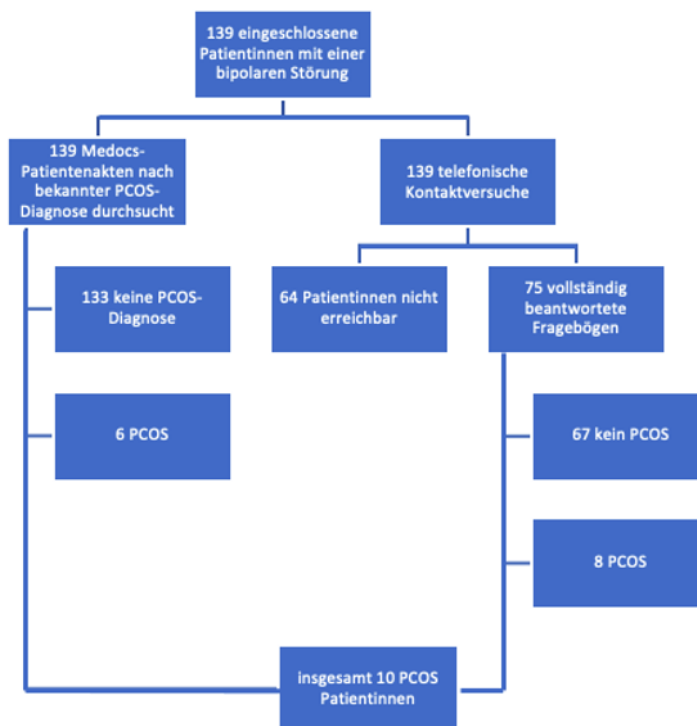 139 eingeschlossene
Patientinnen mit einer
bipolaren Störung
139 Medocs-
Patientenakten nach
bekannter PCOS-
Diagnose durchsucht
139 telefonische
Kontaktversuche
133 keine PCOS-
Diagnose
64 Patientinnen nicht
erreichbar
75 vollständig
beantwortete
Fragebögen
6 PCOS
67 kein PCOS
8 PCOS
insgesamt 10 PCOS
Patientinnen